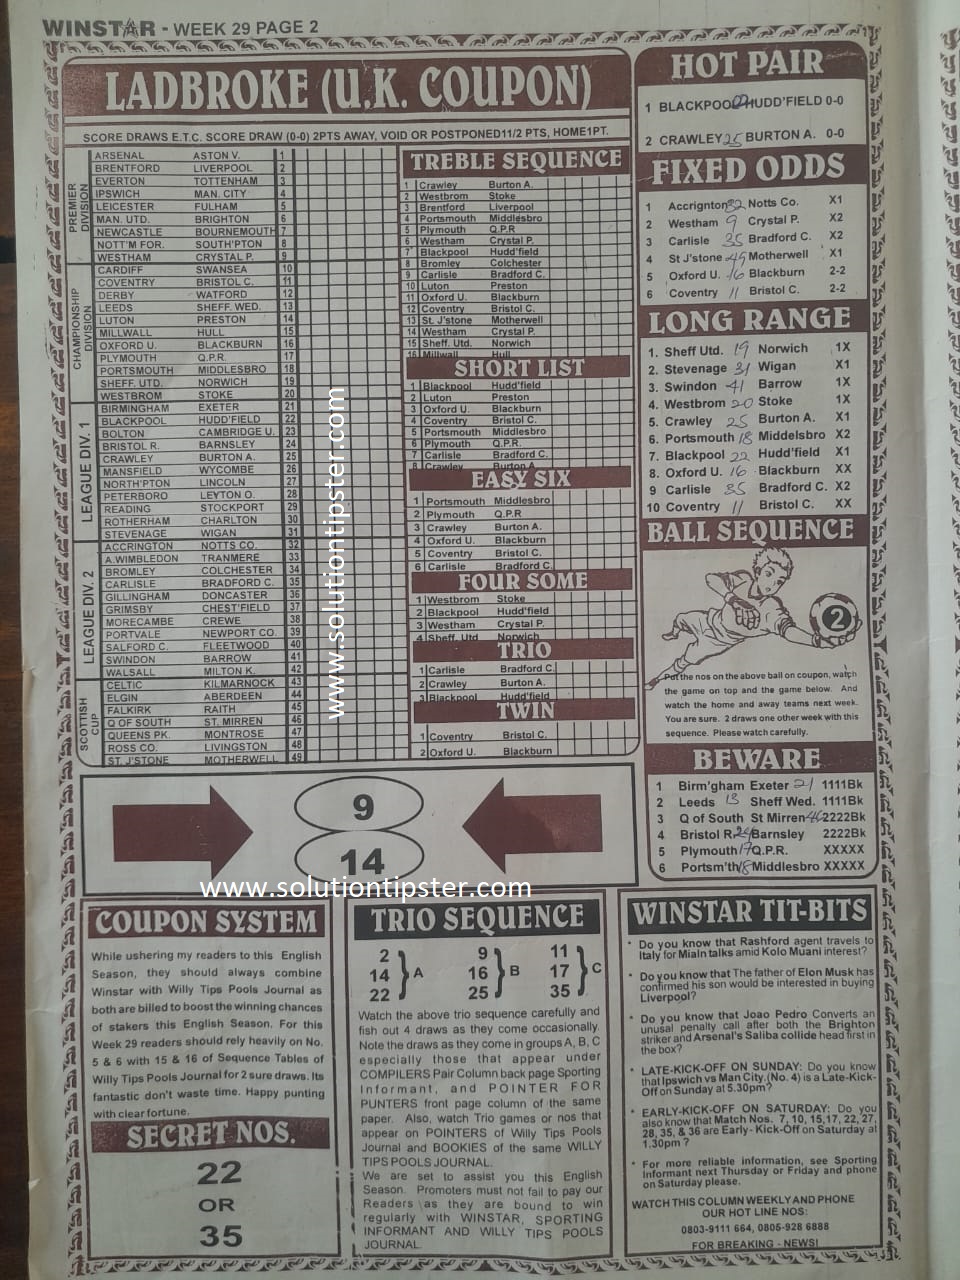 WINSTAR - WEEK 29 PAGE 2
LADBROKE (U.K. COUPON)
SCORE DRAWS E.T.C. SCORE DRAW (0-0) 2PTS AWAY, VOID OR POSTPONED11/2 PTS, HOME1PT.
PREMIER DIVISION
ARSENAL ASTON V. 1
BRENTFORD LIVERPOOL 2
EVERTON TOTTENHAM 3
IPSWICH MAN. CITY 4
LEICESTER FULHAM 5
MAN. UTD. BRIGHTON 6
NEWCASTLE BOURNEMOUTH 7
NOTT'M FOR. SOUTH'PTON 8
WESTHAM CRYSTAL P. 9
CHAMPIONSHIP DIVISION
CARDIFF SWANSEA 10
COVENTRY BRISTOL C. 11
DERBY WATFORD 12
LEEDS SHEFF. WED. 13
LUTON PRESTON 14
MILLWALL HULL 15
OXFORD U. BLACKBURN 16
PLYMOUTH Q.P.R. 17
PORTSMOUTH MIDDLESBRO 18
SHEFF. UTD. NORWICH 19
WESTBROM STOKE 20
LEAGUE DIV. 1
BIRMINGHAM EXETER 21
BLACKPOOL HUDD'FIELD 22
BOLTON CAMBRIDGE U. 23
BRISTOL R. BARNSLEY 24
CRAWLEY BURTON A. 25
MANSFIELD WYCOMBE 26
NORTH'PTON LINCOLN 27
PETERBORO LEYTON O. 28
READING STOCKPORT 29
ROTHERHAM CHARLTON 30
STEVENAGE WIGAN 31
LEAGUE DIV. 2
ACCRINGTON NOTTS CO. 32
A.WIMBLEDON TRANMERE 33
BROMLEY COLCHESTER 34
CARLISLE BRADFORD C. 35
GILLINGHAM DONCASTER 36
GRIMSBY CHEST'FIELD 37
MORECAMBE CREWE 38
PORTVALE NEWPORT CO. 39
SALFORD C. FLEETWOOD 40
SWINDON BARROW 41
WALSALL MILTON K. 42
SCOTTISH CUP
CELTIC KILMARNOCK 43
ELGIN ABERDEEN 44
FALKIRK RAITH 45
Q OF SOUTH ST. MIRREN 46
QUEENS PK. MONTROSE 47
ROSS CO. LIVINGSTON 48
ST. J'STONE MOTHERWELL 49
TREBLE SEQUENCE
1 Crawley Burton A.
2 Westbrom Stoke
3 Brentford Liverpool
4 Portsmouth Middlesbro
5 Plymouth Q.P.R
6 Westham Crystal P.
7 Blackpool Hudd'field
8 Bromley Colchester
9 Carlisle Bradford C.
10 Luton Preston
11 Oxford U. Blackburn
12 Coventry Bristol C.
13 St. J'stone Motherwell
14 Westham Crystal P.
15 Sheff. Utd. Norwich
16 Millwall Hull
SHORT LIST
1 Blackpool Hudd'field
2 Luton Preston
3 Oxford U. Blackburn
4 Coventry Bristol C.
5 Portsmouth Middlesbro
6 Plymouth Q.P.R.
7 Carlisle Bradford C.
8 Crawley Burton A.
EASY SIX
1 Portsmouth Middlesbro
2 Plymouth Q.P.R
3 Crawley Burton A.
4 Oxford U. Blackburn
5 Coventry Bristol C.
6 Carlisle Bradford C.
FOUR SOME
1 Westbrom Stoke
2 Blackpool Hudd'field
3 Westham Crystal P.
4 Sheff. Utd Norwich
TRIO
1 Carlisle Bradford C.
2 Crawley Burton A.
3 Blackpool Hudd'field
TWIN
1 Coventry Bristol C.
2 Oxford U. Blackburn
www.solutiontipster.com
HOT PAIR
1 BLACKPOO HUDD'FIELD 0-0
2 CRAWLEY 25 BURTON A. 0-0
FIXED ODDS
1 Accrington 32 Notts Co. X1
2 Westham 9 Crystal P. X2
3 Carlisle 35 Bradford C. X2
4 St J'stone 49 Motherwell X1
5 Oxford U. 16 Blackburn 2-2
6 Coventry 11 Bristol C. 2-2
LONG RANGE
1. Sheff Utd. 19 Norwich 1X
2. Stevenage 31 Wigan X1
3. Swindon 41 Barrow 1X
4. Westbrom 20 Stoke 1X
5. Crawley 25 Burton A. X1
6. Portsmouth 18 Middelsbro X2
7. Blackpool 22 Hudd'field X1
8. Oxford U. 16 Blackburn XX
9 Carlisle 35 Bradford C. X2
10 Coventry 11 Bristol C. XX
BALL SEQUENCE
2
Put the nos on the above ball on coupon, watch
the game on top and the game below. And
watch the home and away teams next week.
You are sure. 2 draws one other week with this
sequence. Please watch carefully.
BEWARE
1 Birm'gham Exeter 21 1111Bk
2 Leeds 13 Sheff Wed. 1111Bk
3 Q of South St Mirren 46 2222Bk
4 Bristol R. 24 Barnsley 2222Bk
5 Plymouth 17 Q.P.R. XXXXX
6 Portsm'th 18 Middlesbro XXXXX
9
14
www.solutiontipster.com
COUPON SYSTEM
While ushering my readers to this English
Season, they should always combine
Winstar with Willy Tips Pools Journal as
both are billed to boost the winning chances
of stakers this English Season. For this
Week 29 readers should rely heavily on No.
5 & 6 with 15 & 16 of Sequence Tables of
Willy Tips Pools Journal for 2 sure draws. Its
fantastic don't waste time. Happy punting
with clear fortune.
SECRET NOS.
22
OR
35
TRIO SEQUENCE
2 9 11
14 A 16 B 17 C
22 25 35
Watch the above trio sequence carefully and
fish out 4 draws as they come occasionally.
Note the draws as they come in groups A, B, C
especially those that appear under
COMPILERS Pair Column back page Sporting
Informant, and POINTER FOR
PUNTERS front page column of the same
paper. Also, watch Trio games or nos that
appear on POINTERS of Willy Tips Pools
Journal and BOOKIES of the same WILLY
TIPS POOLS JOURNAL.
We are set to assist you this English
Season. Promoters must not fail to pay our
Readers as they are bound to win
regularly with WINSTAR, SPORTING
INFORMANT AND WILLY TIPS POOLS
JOURNAL.
WINSTAR TIT-BITS
• Do you know that Rashford agent travels to
Italy for Mialn talks amid Kolo Muani interest?
• Do you know that The father of Elon Musk has
confirmed his son would be interested in buying
Liverpool?
• Do you know that Joao Pedro Converts an
unusal penalty call after both the Brighton
striker and Arsenal's Saliba collide head first in
the box?
• LATE-KICK-OFF ON SUNDAY: Do you know
that Ipswich vs Man City. (No. 4) is a Late-Kick-
Off on Sunday at 5.30pm?
• EARLY-KICK-OFF ON SATURDAY: Do you
also know that Match Nos. 7, 10, 15,17, 22, 27,
28, 35, & 36 are Early- Kick-Off on Saturday at
1.30pm ?
• For more reliable information, see Sporting
Informant next Thursday or Friday and phone
on Saturday please.
WATCH THIS COLUMN WEEKLY AND PHONE
OUR HOT LINE NOS:
0803-9111 664, 0805-928 6888
FOR BREAKING - NEWS!